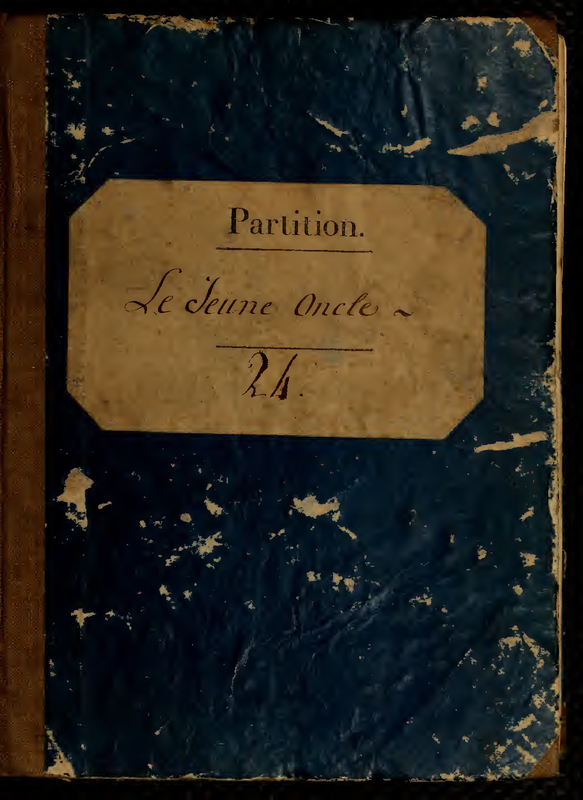 Partition.
Le Jeune Oncle ~
24.